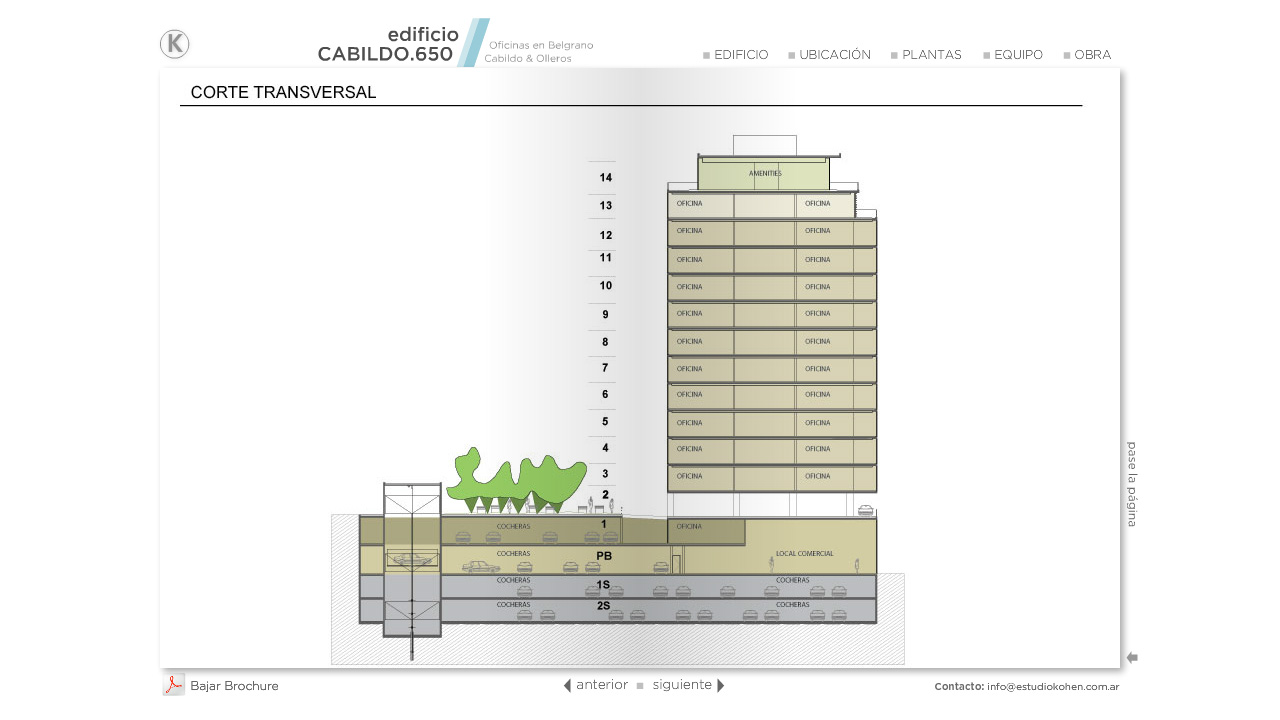 K
edificio
CABILDO.650
Oficinas en Belgrano
Cabildo & Olleros
EDIFICIO UBICACIÓN PLANTAS EQUIPO OBRA
CORTE TRANSVERSAL
14 AMENITIES
13 OFICINA OFICINA
12 OFICINA OFICINA
11 OFICINA OFICINA
10 OFICINA OFICINA
9 OFICINA OFICINA
8 OFICINA OFICINA
7 OFICINA OFICINA
6 OFICINA OFICINA
5 OFICINA OFICINA
4 OFICINA OFICINA
3 OFICINA OFICINA
2
COCHERAS 1 OFICINA
COCHERAS PB LOCAL COMERCIAL
COCHERAS 1S COCHERAS
COCHERAS 2S COCHERAS
pase la página
Bajar Brochure
anterior siguiente
Contacto: info@estudiokohen.com.ar